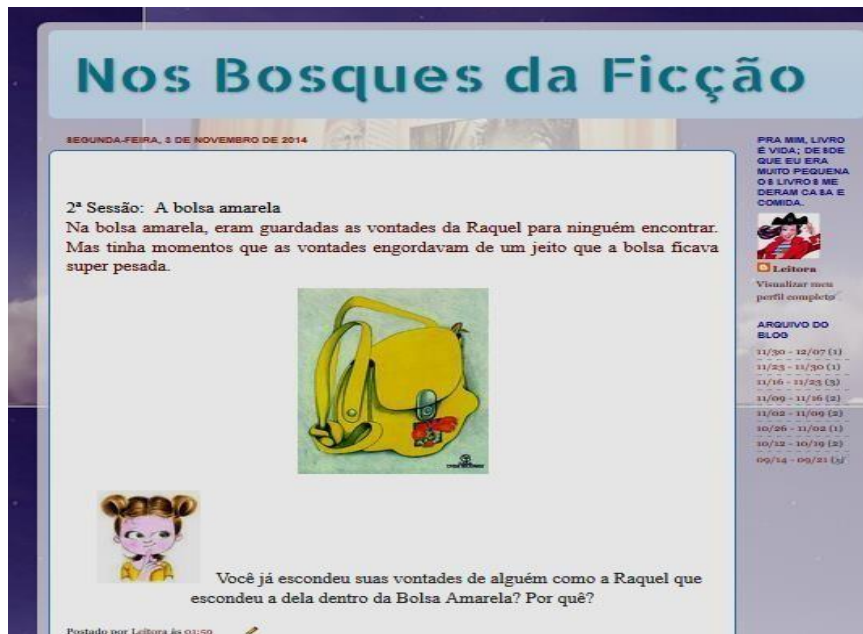 Nos Bosques da Ficção
SEGUNDA-FEIRA, 3 DE NOVEMBRO DE 2014
2ª Sessão: A bolsa amarela
Na bolsa amarela, eram guardadas as vontades da Raquel para ninguém encontrar.
Mas tinha momentos que as vontades engordavam de um jeito que a bolsa ficava
super pesada.
Você já escondeu suas vontades de alguém como a Raquel que
escondeu a dela dentro da Bolsa Amarela? Por quê?
Postado por Leitora às 01:59
PRA MIM, LIVRO
É VIDA; DESDE
QUE EU ERA
MUITO PEQUENA
OS LIVROS ME
DERAM CASA E
COMIDA.
Leitora
Visualizar meu
perfil completo
ARQUIVO DO
BLOG
11/30 - 12/07 (1)
11/23 - 11/30 (1)
11/16 - 11/23 (3)
11/09 - 11/16 (2)
11/02 - 11/09 (2)
10/26 - 11/02 (1)
10/12 - 10/19 (2)
09/14 - 09/21